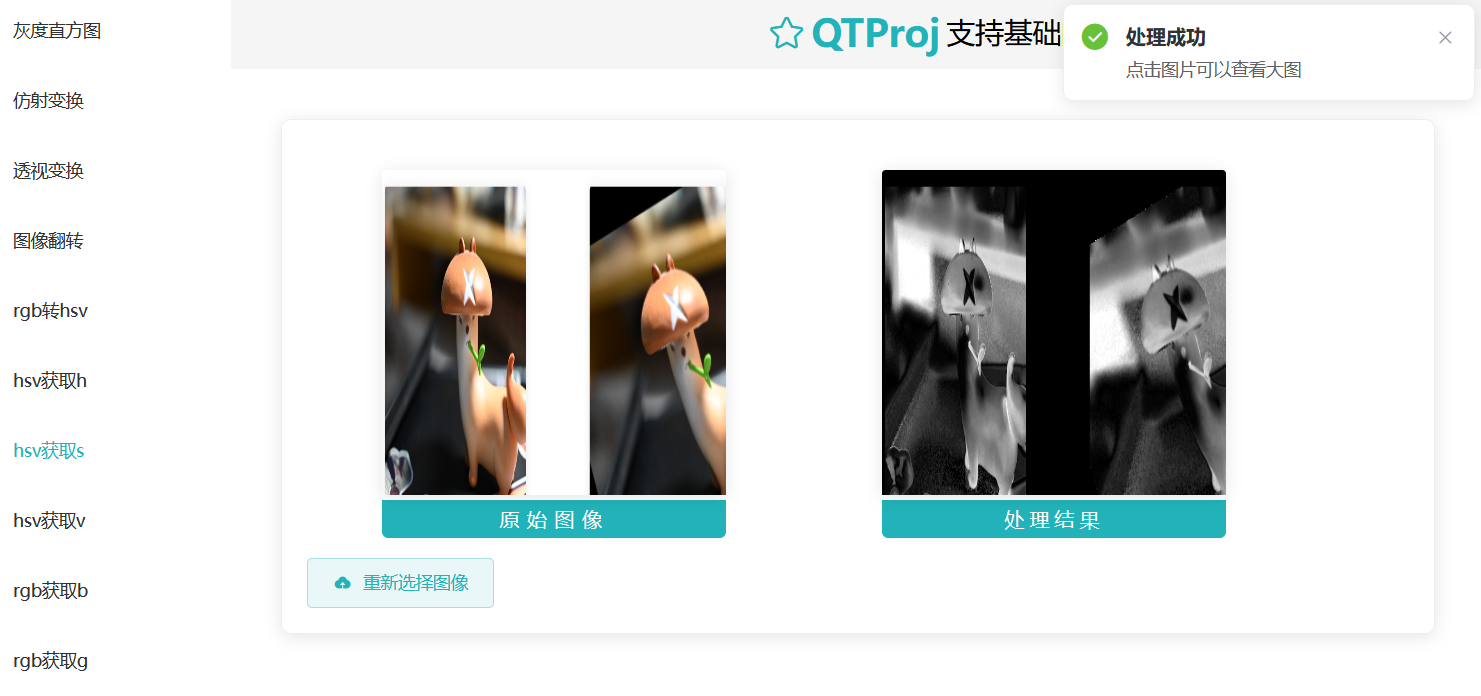 灰度直方图
仿射变换
透视变换
图像翻转
rgb转hsv
hsv获取h
hsv获取s
hsv获取v
rgb获取b
rgb获取g
QTProj 支持基础
处理成功
点击图片可以查看大图
原始图像
处理结果
重新选择图像